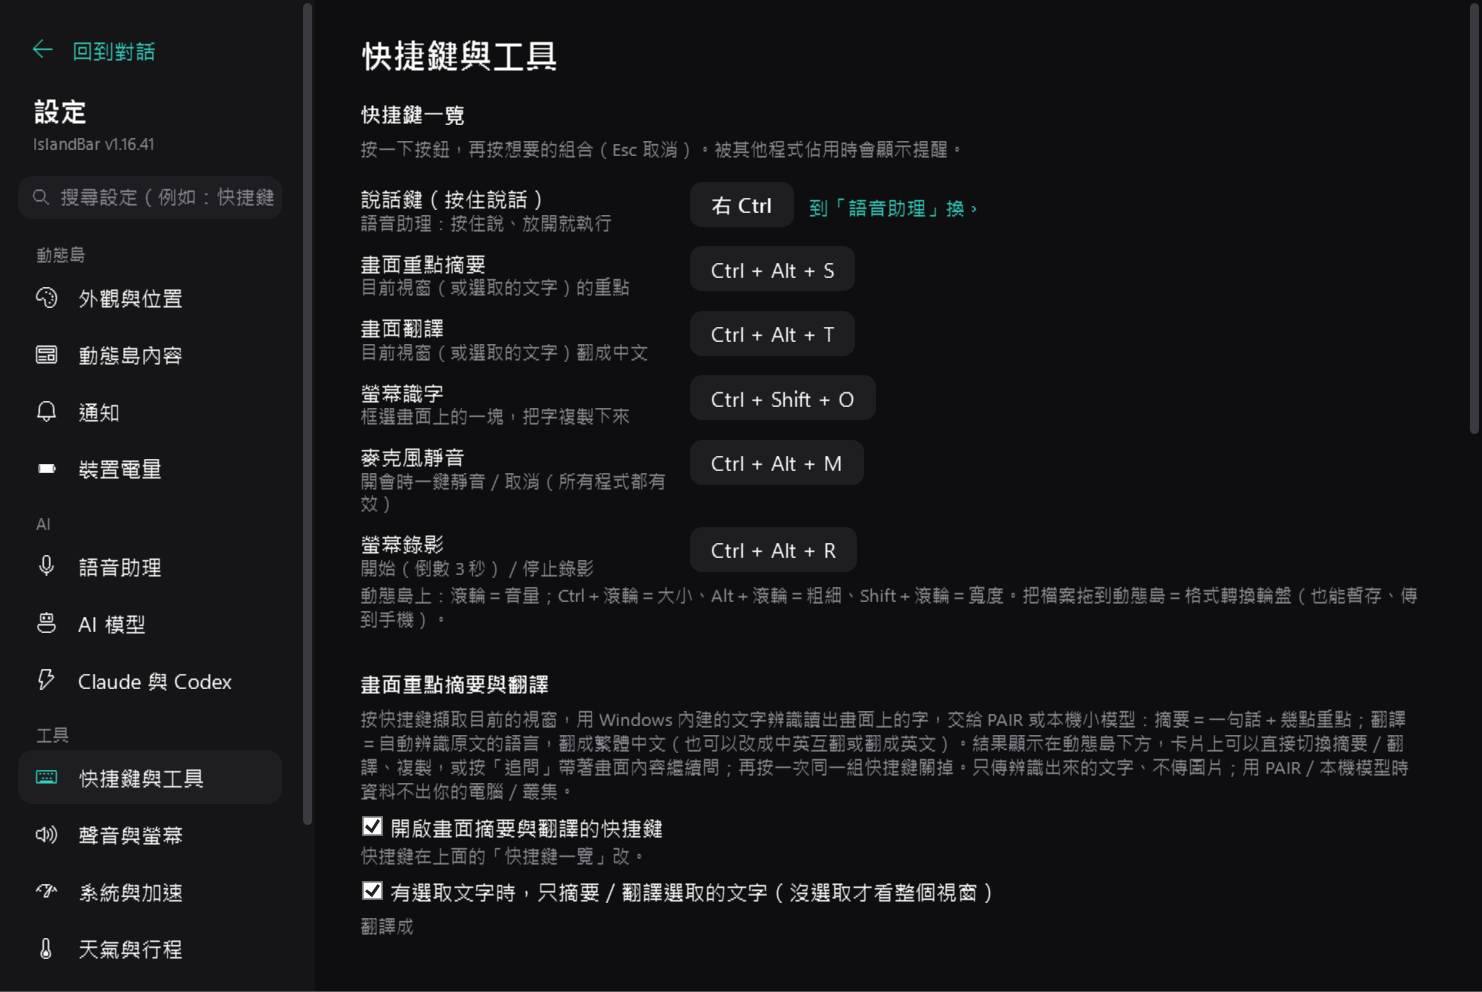 回到對話
設定
IslandBar v1.16.41
搜尋設定（例如：快捷鍵
動態島
外觀與位置
動態島內容
通知
裝置電量
AI
語音助理
AI 模型
Claude 與 Codex
工具
快捷鍵與工具
聲音與螢幕
系統與加速
天氣與行程
快捷鍵與工具
快捷鍵一覽
按一下按鈕，再按想要的組合（Esc 取消）。被其他程式佔用時會顯示提醒。
說話鍵（按住說話）
語音助理：按住說、放開就執行
右 Ctrl
到「語音助理」換 ›
畫面重點摘要
目前視窗（或選取的文字）的重點
Ctrl + Alt + S
畫面翻譯
目前視窗（或選取的文字）翻成中文
Ctrl + Alt + T
螢幕識字
框選畫面上的一塊，把字複製下來
Ctrl + Shift + O
麥克風靜音
開會時一鍵靜音 / 取消（所有程式都有
效）
Ctrl + Alt + M
螢幕錄影
開始（倒數 3 秒） / 停止錄影
Ctrl + Alt + R
動態島上：滾輪＝音量；Ctrl＋滾輪＝大小、Alt＋滾輪＝粗細、Shift＋滾輪＝寬度。把檔案拖到動態島＝格式轉換輪盤（也能暫存、傳
到手機）。
畫面重點摘要與翻譯
按快捷鍵擷取目前的視窗，用 Windows 內建的文字辨識讀出畫面上的字，交給 PAIR 或本機小模型：摘要＝一句話＋幾點重點；翻譯
＝自動辨識原文的語言，翻成繁體中文（也可以改成中英互翻或翻成英文）。結果顯示在動態島下方，卡片上可以直接切換摘要 / 翻
譯、複製，或按「追問」帶著畫面內容繼續問；再按一次同一組快捷鍵關掉。只傳辨識出來的文字、不傳圖片；用 PAIR / 本機模型時
資料不出你的電腦 / 叢集。
開啟畫面摘要與翻譯的快捷鍵
快捷鍵在上面的「快捷鍵一覽」改。
有選取文字時，只摘要 / 翻譯選取的文字（沒選取才看整個視窗）
翻譯成